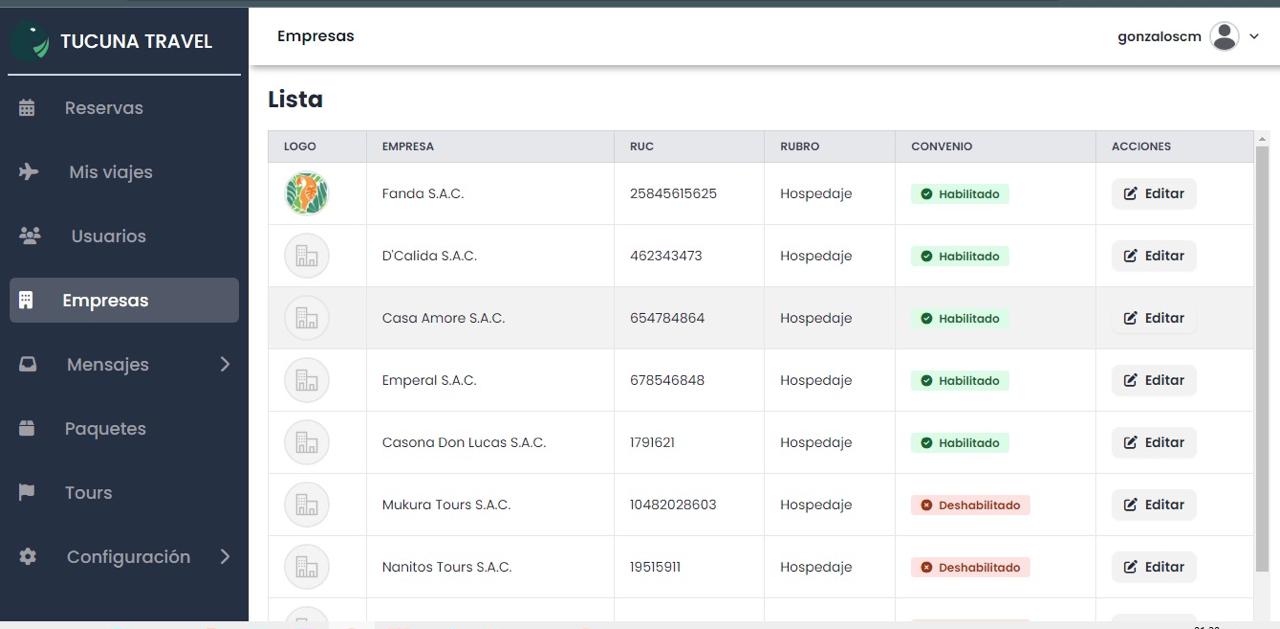 TUCUNA TRAVEL
Empresas
gonzaloscm
Reservas
Mis viajes
Usuarios
Empresas
Mensajes
Paquetes
Tours
Configuración
Lista
LOGO EMPRESA RUC RUBRO CONVENIO ACCIONES
Fanda S.A.C. 25845615625 Hospedaje Habilitado Editar
D'Calida S.A.C. 462343473 Hospedaje Habilitado Editar
Casa Amore S.A.C. 654784864 Hospedaje Habilitado Editar
Emperal S.A.C. 678546848 Hospedaje Habilitado Editar
Casona Don Lucas S.A.C. 1791621 Hospedaje Habilitado Editar
Mukura Tours S.A.C. 10482028603 Hospedaje Deshabilitado Editar
Nanitos Tours S.A.C. 19515911 Hospedaje Deshabilitado Editar